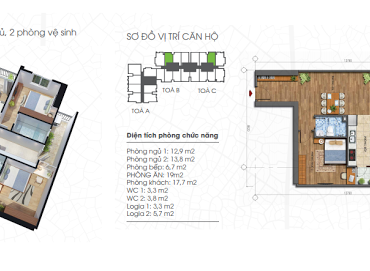 ủ, 2 phòng vệ sinh
SƠ ĐỒ VỊ TRÍ CĂN HỘ
TOÀ A
TOÀ B
TOÀ C
Diện tích phòng chức năng
Phòng ngủ 1: 12,9 m2
Phòng ngủ 2: 13,8 m2
Phòng bếp: 6,7 m2
PHÒNG ĂN: 19m2
Phòng khách: 17,7 m2
WC 1: 3,3 m2
WC 2: 3,8 m2
Logia 1: 3,3 m2
Logia 2: 5,7 m2